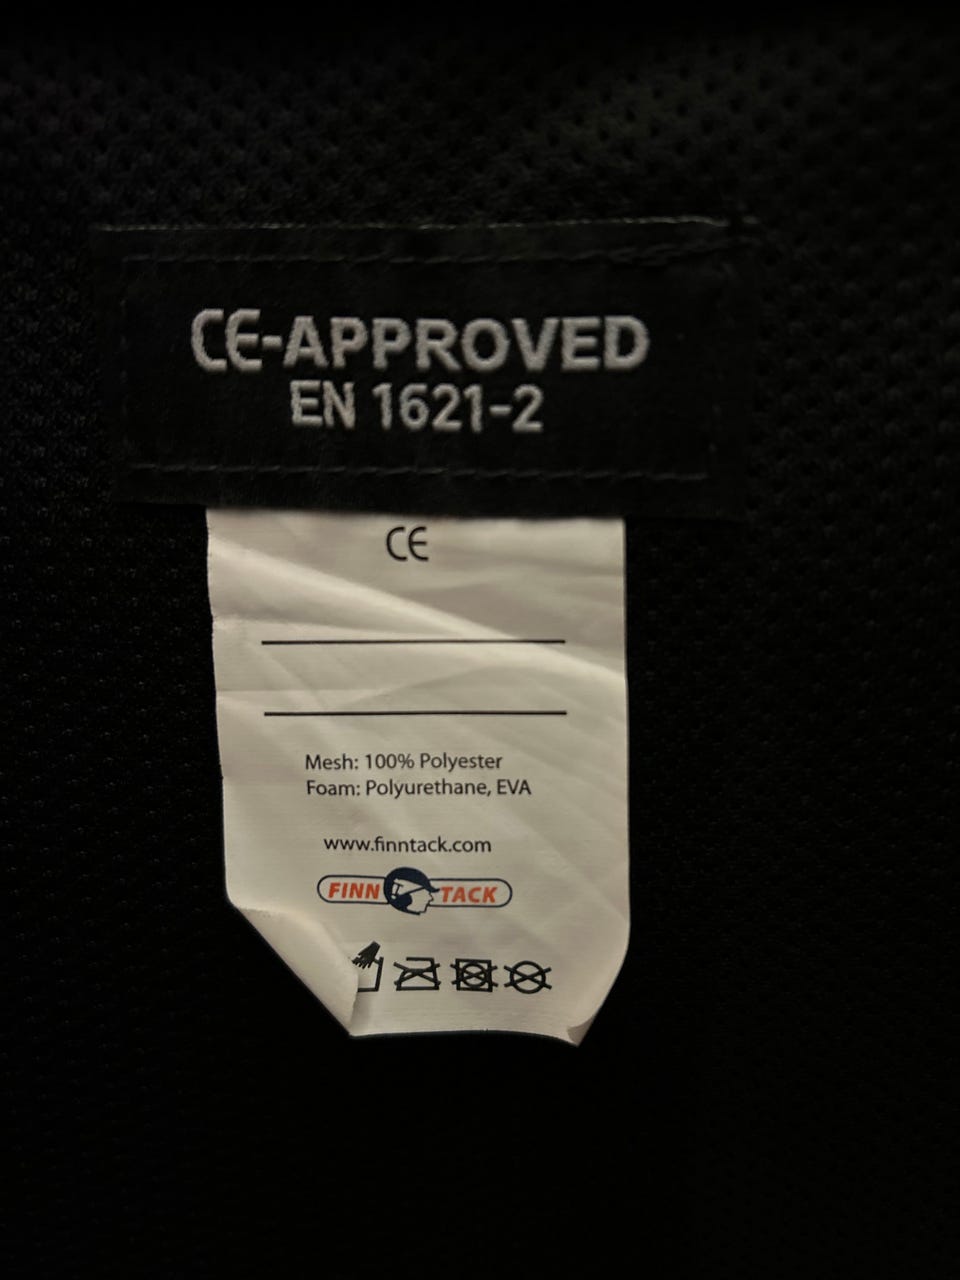 CE-APPROVED
EN 1621-2
CE
Mesh: 100% Polyester
Foam: Polyurethane, EVA
www.finntack.com
FINN TACK